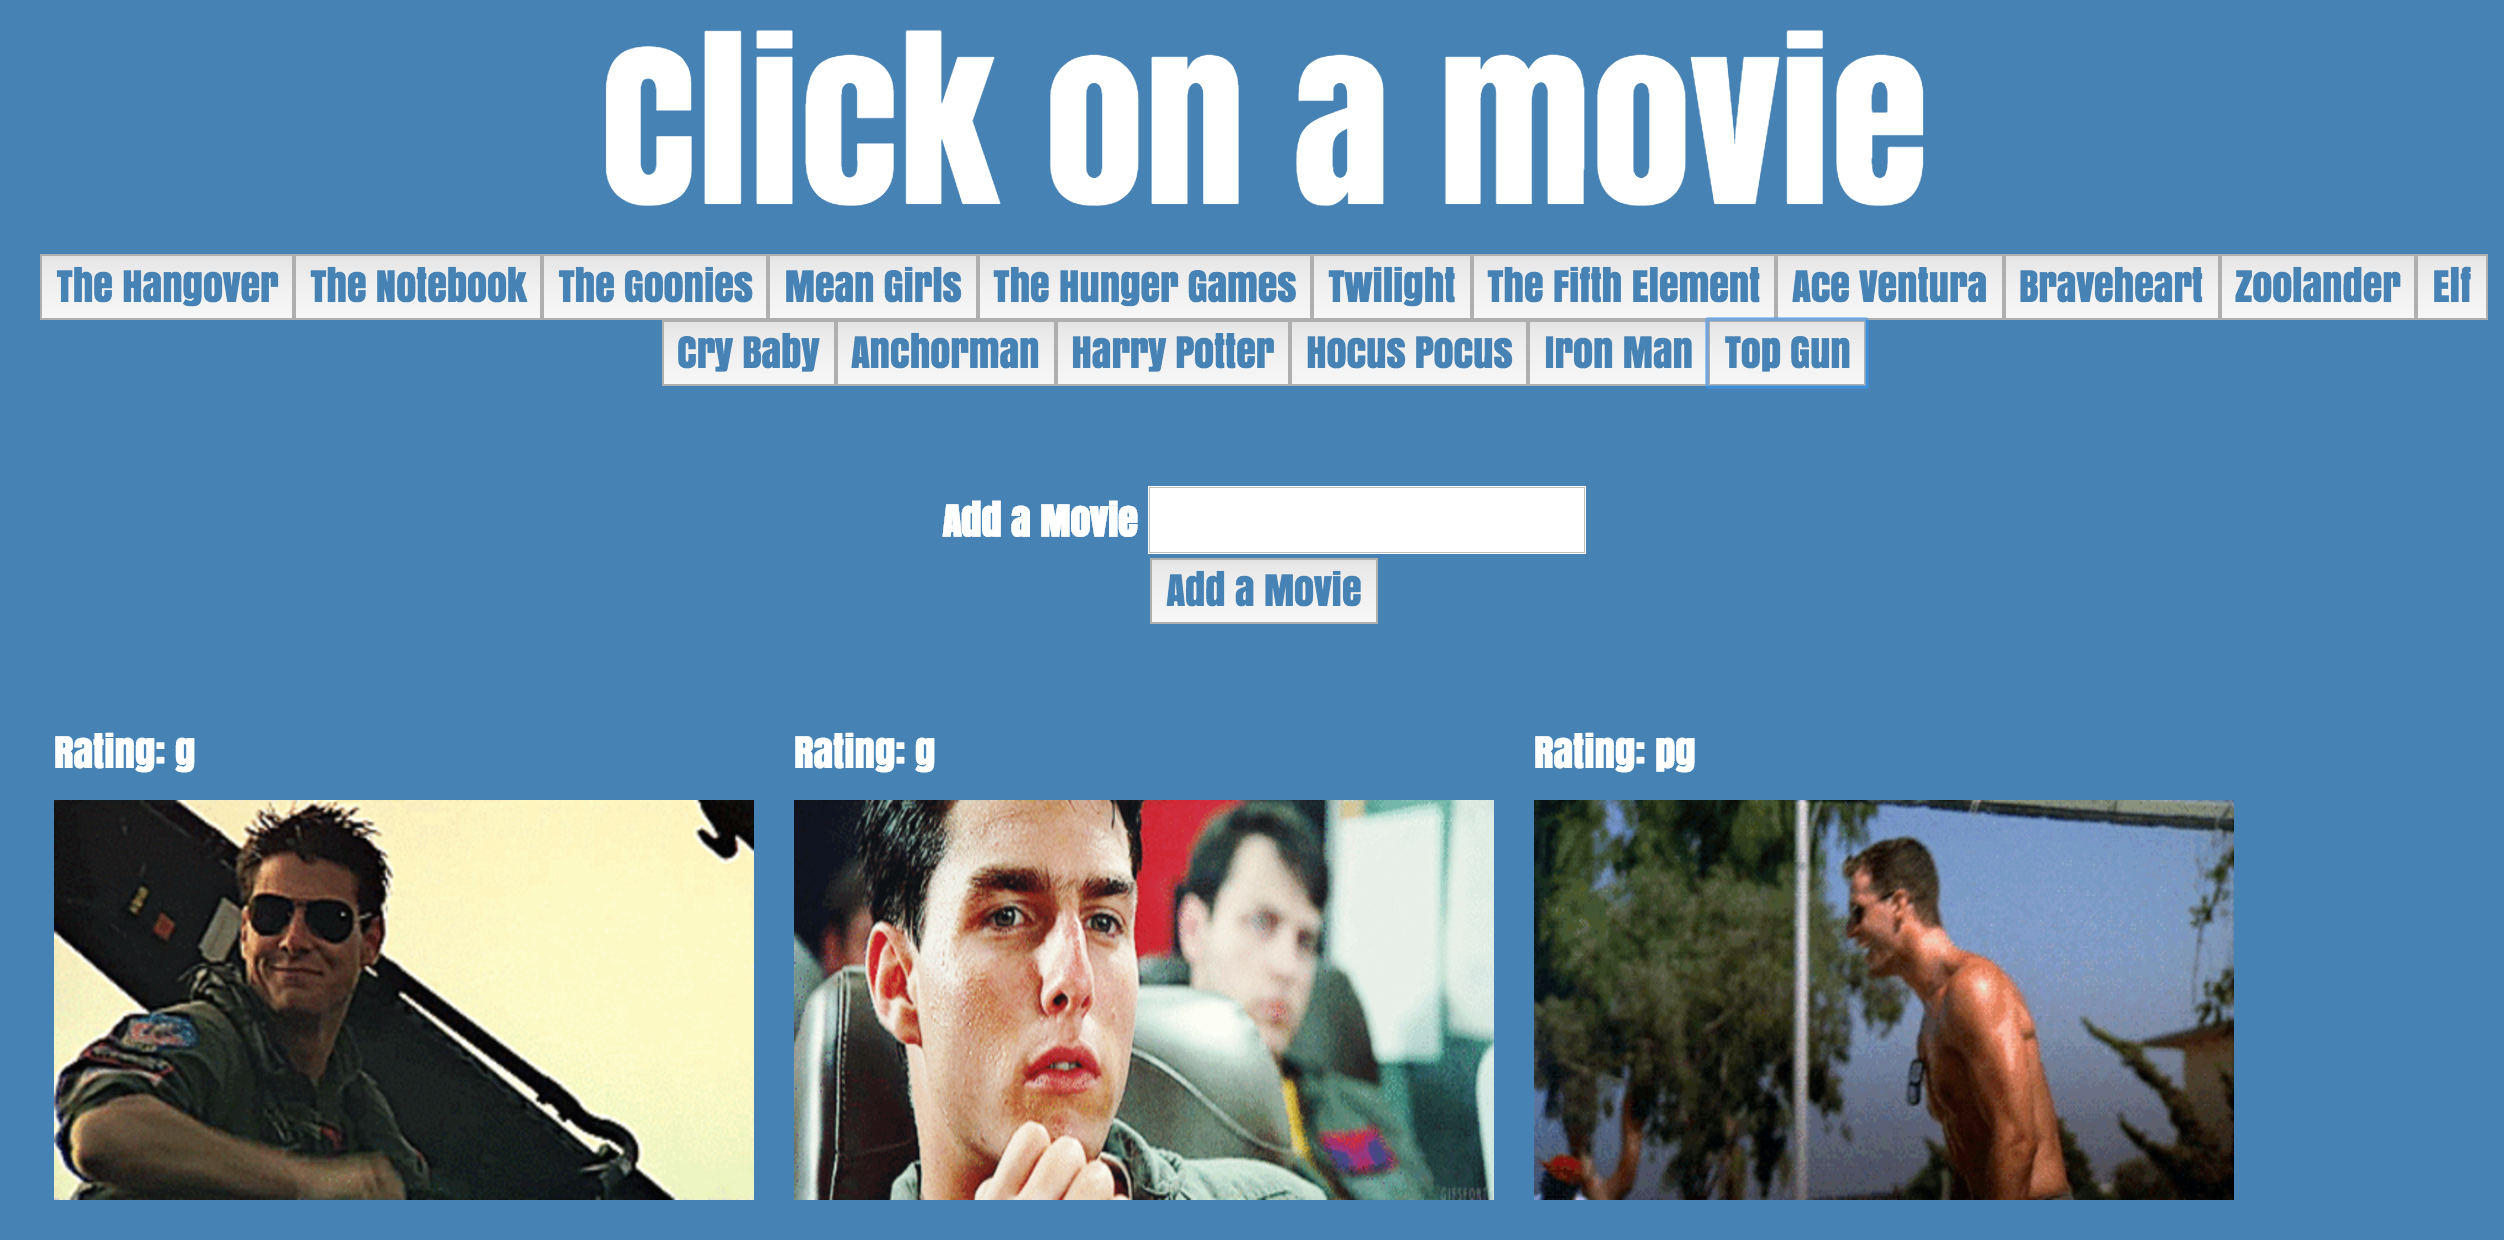 click on a movie
The Hangover The Notebook The Goonies Mean Girls The Hunger Games Twilight The Fifth Element Ace Ventura Braveheart Zoolander Elf
Cry Baby Anchorman Harry Potter Hocus Pocus Iron Man Top Gun
Add a Movie
Add a Movie
Rating: g Rating: g Rating: pg